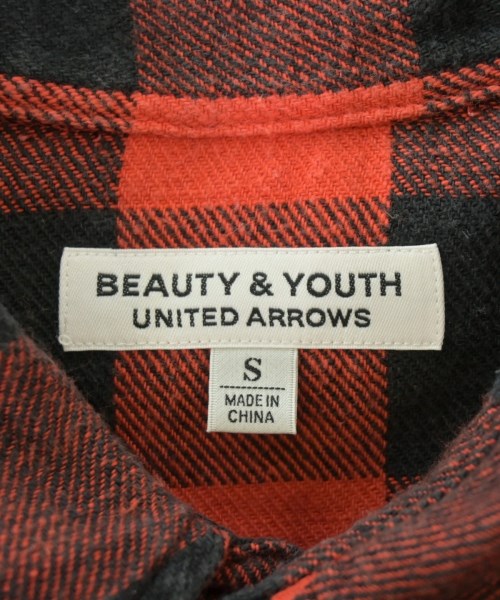 BEAUTY & YOUTH
UNITED ARROWS
S
MADE IN
CHINA